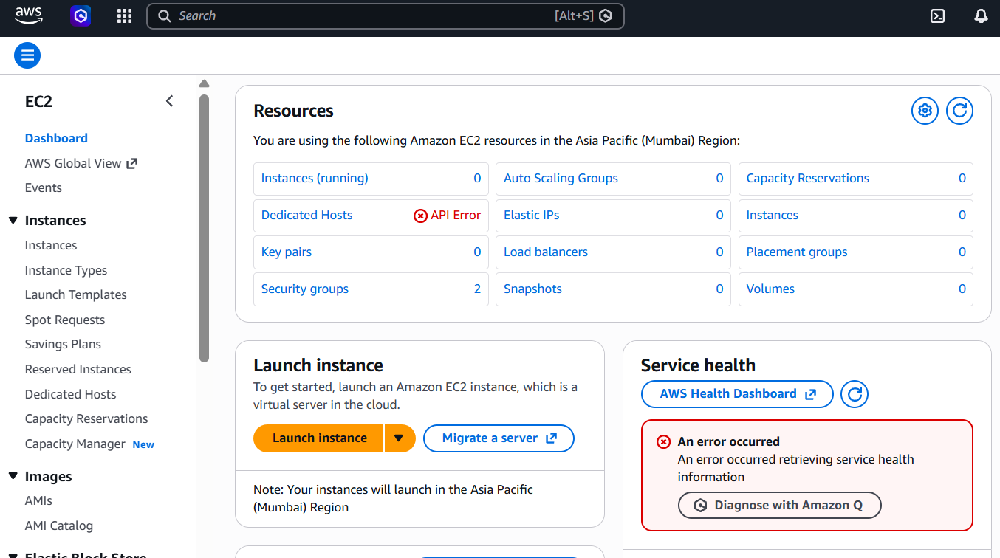 aws
Search [Alt+S]
EC2
Dashboard
AWS Global View
Events
Instances
Instances
Instance Types
Launch Templates
Spot Requests
Savings Plans
Reserved Instances
Dedicated Hosts
Capacity Reservations
Capacity Manager New
Images
AMIs
AMI Catalog
Elastic Block Store
Resources
You are using the following Amazon EC2 resources in the Asia Pacific (Mumbai) Region:
Instances (running) 0 Auto Scaling Groups 0 Capacity Reservations 0
Dedicated Hosts API Error Elastic IPs 0 Instances 0
Key pairs 0 Load balancers 0 Placement groups 0
Security groups 2 Snapshots 0 Volumes 0
Launch instance
To get started, launch an Amazon EC2 instance, which is a
virtual server in the cloud.
Launch instance Migrate a server
Note: Your instances will launch in the Asia Pacific
(Mumbai) Region
Service health
AWS Health Dashboard
An error occurred
An error occurred retrieving service health
information
Diagnose with Amazon Q